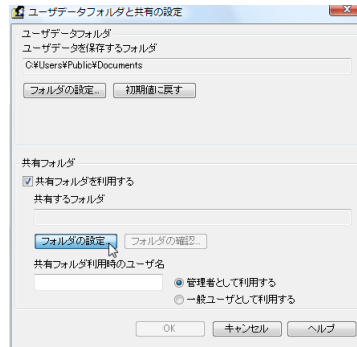 ユーザデータフォルダと共有の設定
ユーザデータフォルダ
ユーザデータを保存するフォルダ
C:¥Users¥Public¥Documents
フォルダの設定... 初期値に戻す
共有フォルダ
共有フォルダを利用する
共有するフォルダ
フォルダの設定... フォルダの確認...
共有フォルダ利用時のユーザ名
管理者として利用する
一般ユーザとして利用する
OK キャンセル ヘルプ